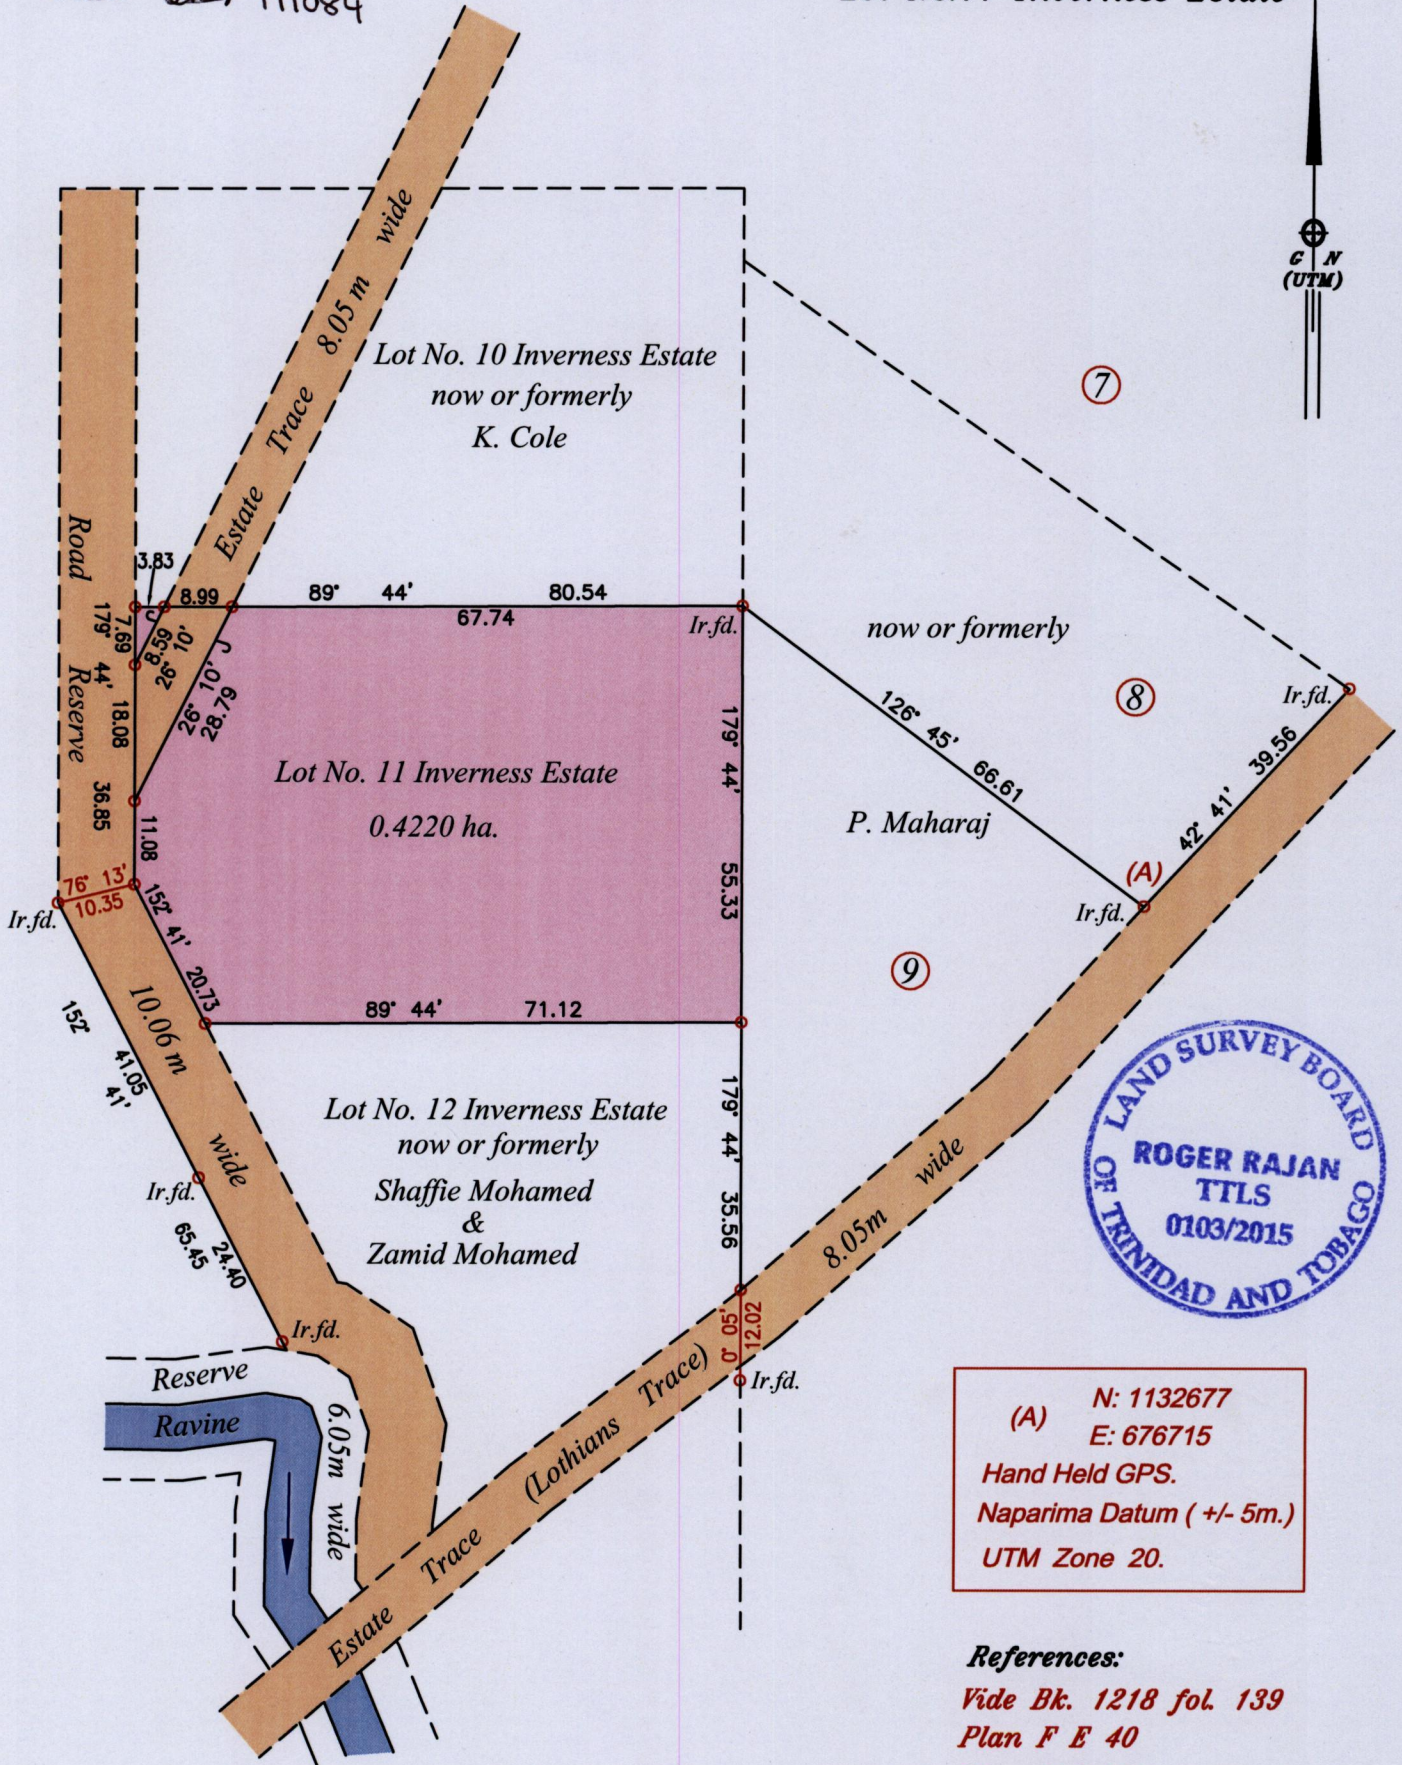 111084
G N
(UTM)
8.05 m wide
Estate Trace
Lot No. 10 Inverness Estate
now or formerly
K. Cole
7
Road Reserve
3.83
8.99
89° 44' 80.54
67.74
Ir.fd.
7.69
179° 44'
8.59
26° 10'
C
J
26° 10'
28.79
18.08
36.85
11.08
now or formerly
8
Ir.fd.
126° 45'
66.61
39.56
42° 41'
179° 44' 55.33
Lot No. 11 Inverness Estate
0.4220 ha.
P. Maharaj
(A)
Ir.fd.
76° 13'
10.35
Ir.fd.
152° 41' 20.73
9
89° 44' 71.12
10.06 m wide
152° 41'
41.05
Lot No. 12 Inverness Estate
now or formerly
Shaffie Mohamed
&
Zamid Mohamed
179° 44' 35.56
8.05m wide
LAND SURVEY BOARD
OF TRINIDAD AND TOBAGO
ROGER RAJAN
TTLS
0103/2015
Ir.fd.
24.40
65.45
Ir.fd.
0° 05'
12.02
Ir.fd.
Reserve
Ravine
6.05m wide
Estate Trace (Lothians Trace)
(A) N: 1132677
E: 676715
Hand Held GPS.
Naparima Datum ( +/- 5m.)
UTM Zone 20.
References:
Vide Bk. 1218 fol. 139
Plan F E 40